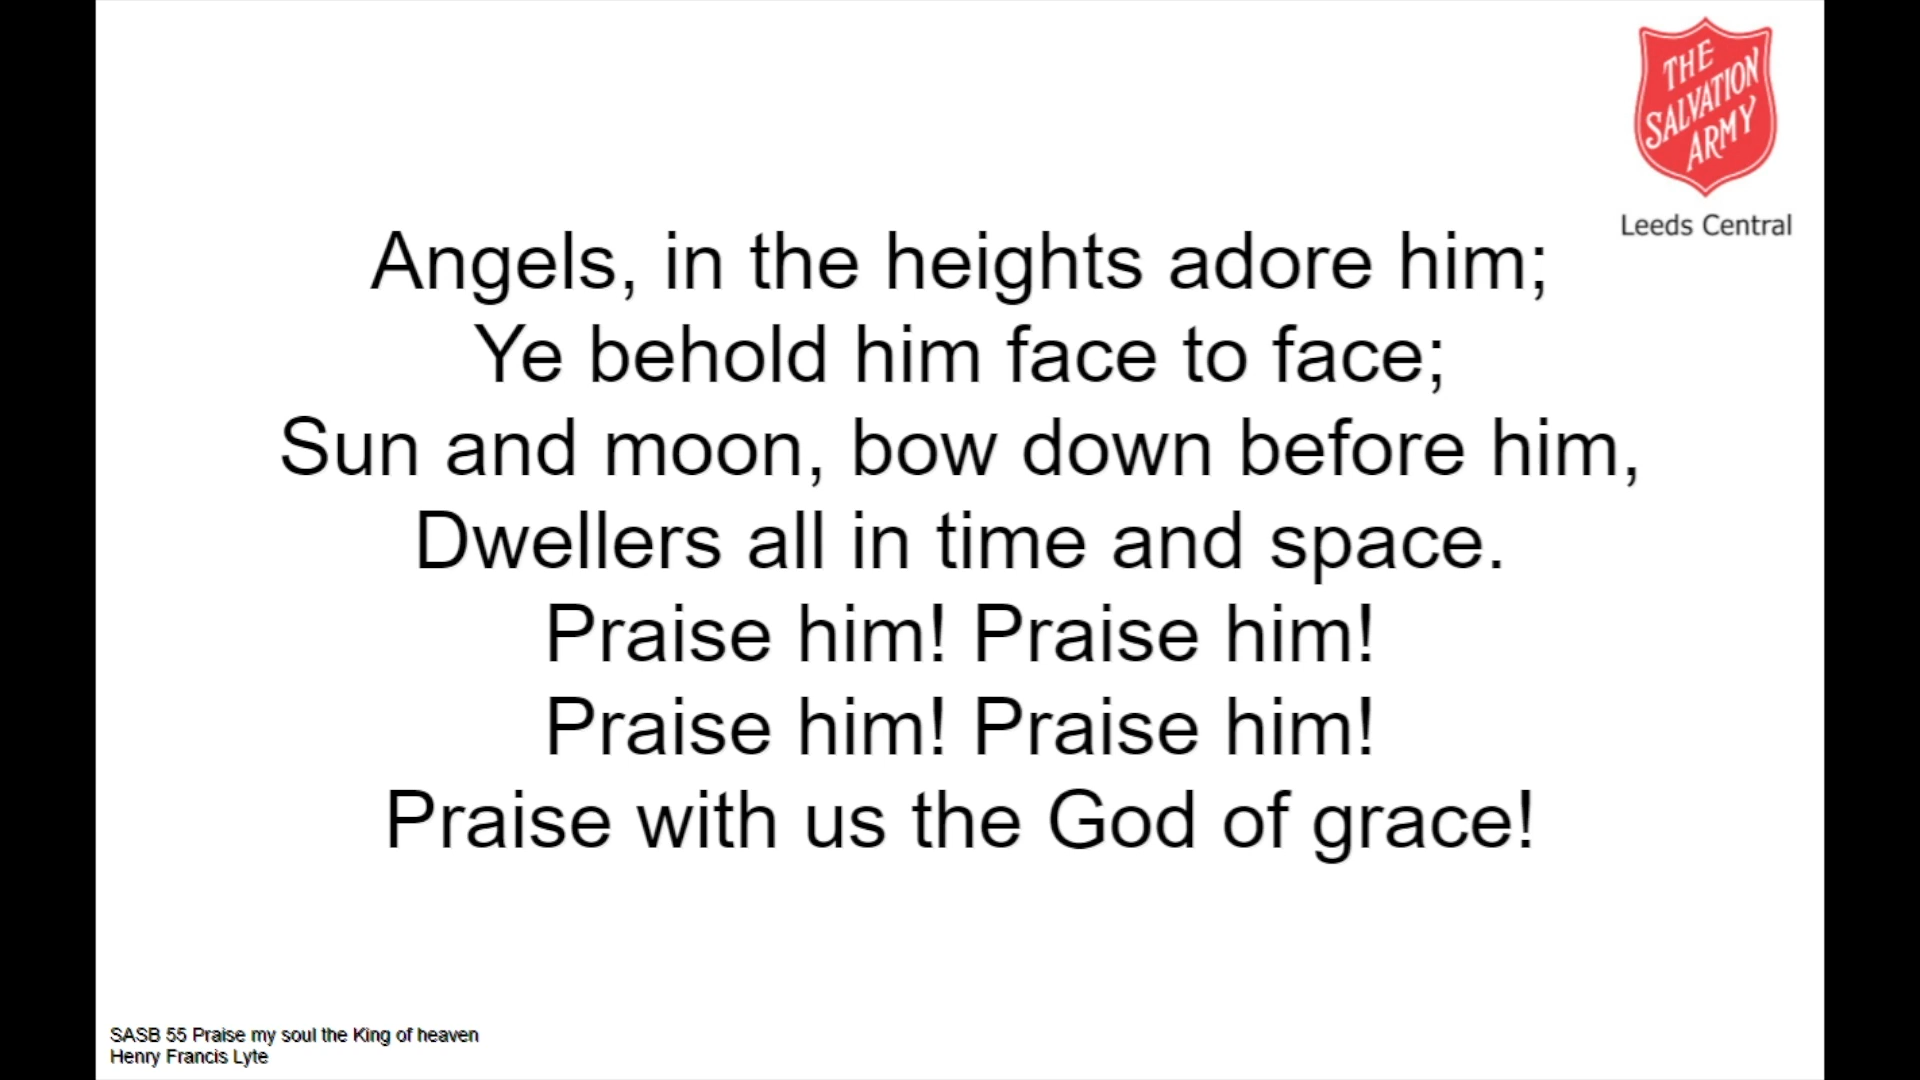 THE
SALVATION
ARMY
Leeds Central
Angels, in the heights adore him;
Ye behold him face to face;
Sun and moon, bow down before him,
Dwellers all in time and space.
Praise him! Praise him!
Praise him! Praise him!
Praise with us the God of grace!
SASB 55 Praise my soul the King of heaven
Henry Francis Lyte